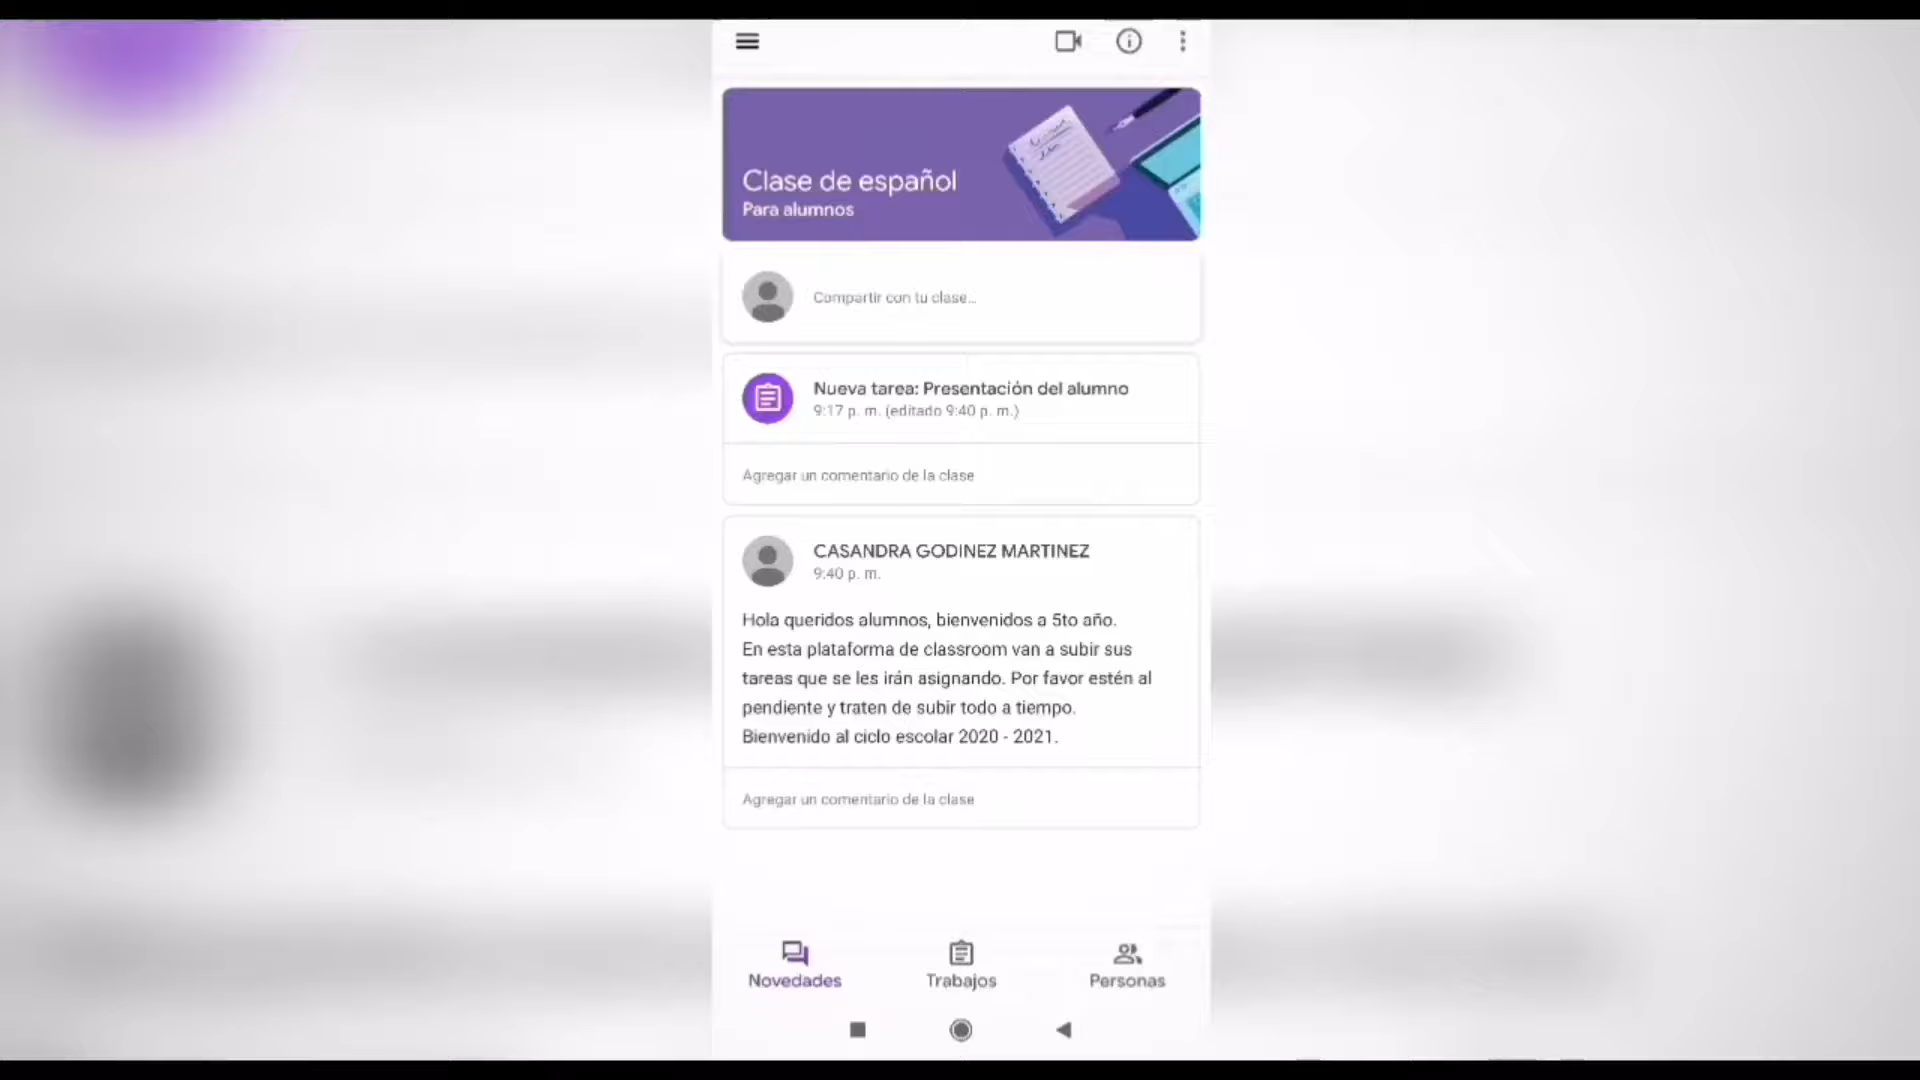 Clase de español
Para alumnos
Compartir con tu clase...
Nueva tarea: Presentación del alumno
9:17 p. m. (editado 9:40 p. m.)
Agregar un comentario de la clase
CASANDRA GODINEZ MARTINEZ
9:40 p. m.
Hola queridos alumnos, bienvenidos a 5to año.
En esta plataforma de classroom van a subir sus
tareas que se les irán asignando. Por favor estén al
pendiente y traten de subir todo a tiempo.
Bienvenido al ciclo escolar 2020 - 2021.
Agregar un comentario de la clase
Novedades
Trabajos
Personas